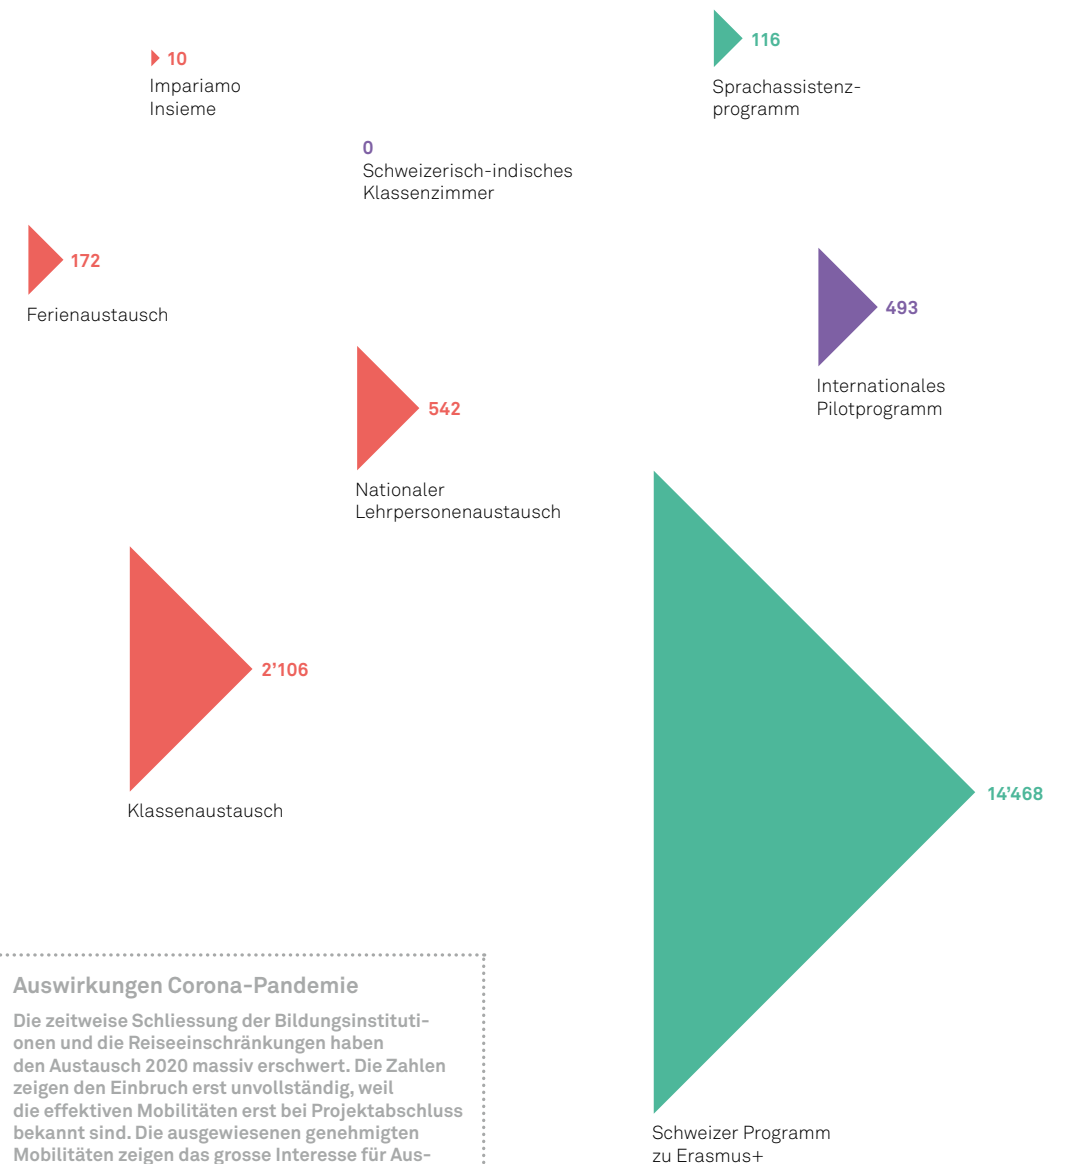 116
Sprachassistenz-
programm
10
Impariamo
Insieme
0
Schweizerisch-indisches
Klassenzimmer
172
Ferienaustausch
493
Internationales
Pilotprogramm
542
Nationaler
Lehrpersonenaustausch
2’106
Klassenaustausch
14’468
Schweizer Programm
zu Erasmus+
Auswirkungen Corona-Pandemie
Die zeitweise Schliessung der Bildungsinstituti-
onen und die Reiseeinschränkungen haben
den Austausch 2020 massiv erschwert. Die Zahlen
zeigen den Einbruch erst unvollständig, weil
die effektiven Mobilitäten erst bei Projektabschluss
bekannt sind. Die ausgewiesenen genehmigten
Mobilitäten zeigen das grosse Interesse für Aus-